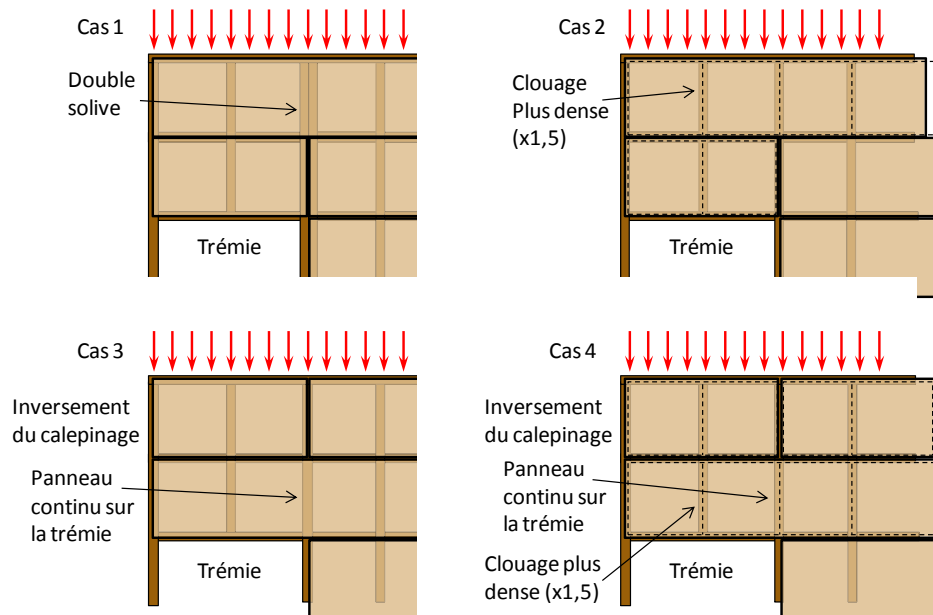 Cas 1
Double
solive
Trémie
Cas 2
Clouage
Plus dense
(x1,5)
Trémie
Cas 3
Inversement
du calepinage
Panneau
continu sur
la trémie
Trémie
Cas 4
Inversement
du calepinage
Panneau
continu sur
la trémie
Clouage plus
dense (x1,5)
Trémie